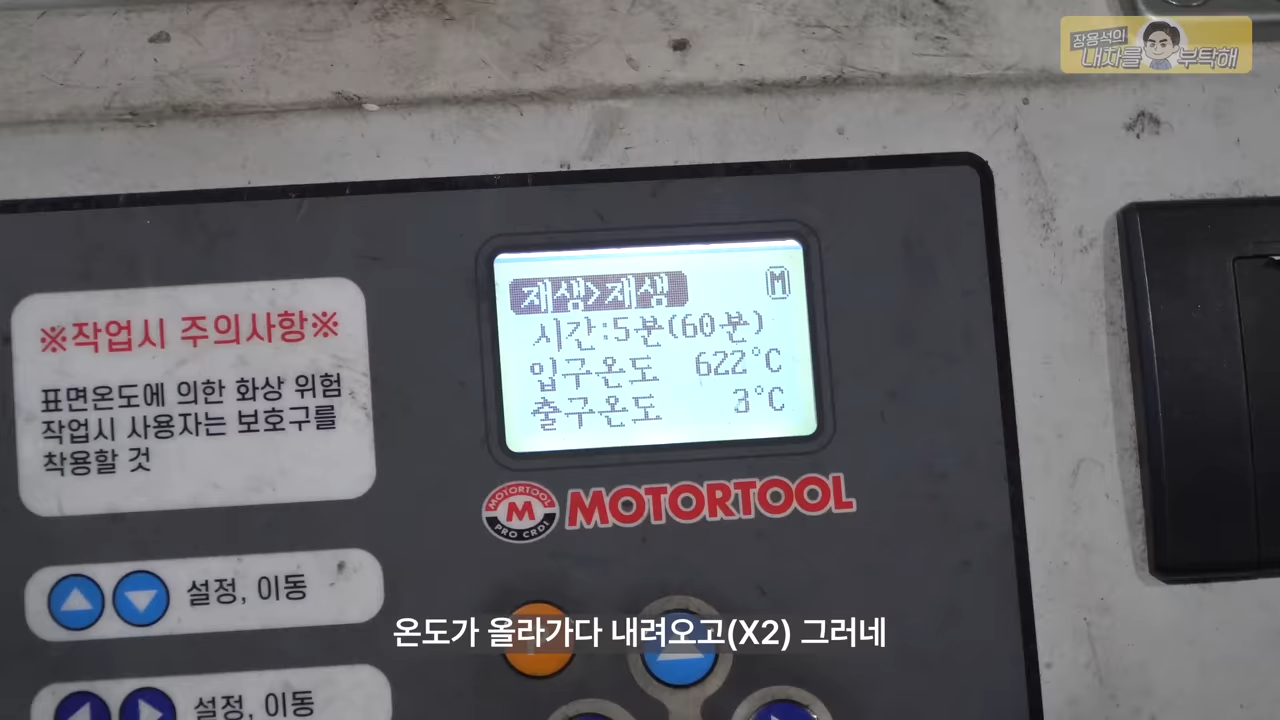 장용석의
내차를 부탁해
재생>재생 M
시간:5분(60분)
입구온도 622°C
출구온도 3°C
※작업시 주의사항※
표면온도에 의한 화상 위험
작업시 사용자는 보호구를
착용할 것
MOTORTOOL
M
PRO CRDI
MOTORTOOL
설정, 이동
온도가 올라가다 내려오고(X2) 그러네
설정, 이동